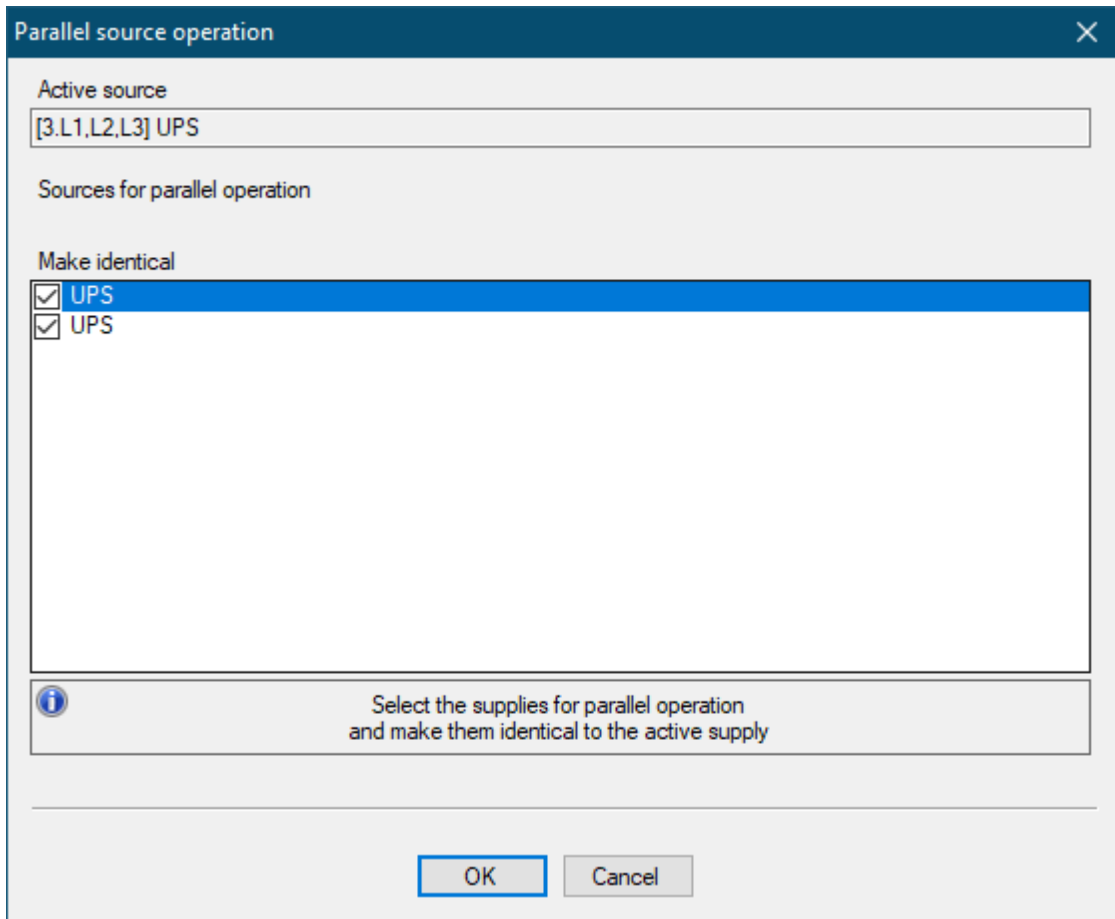 Parallel source operation
Active source
[3.L1,L2,L3] UPS
Sources for parallel operation
Make identical
UPS
UPS
Select the supplies for parallel operation
and make them identical to the active supply
OK
Cancel